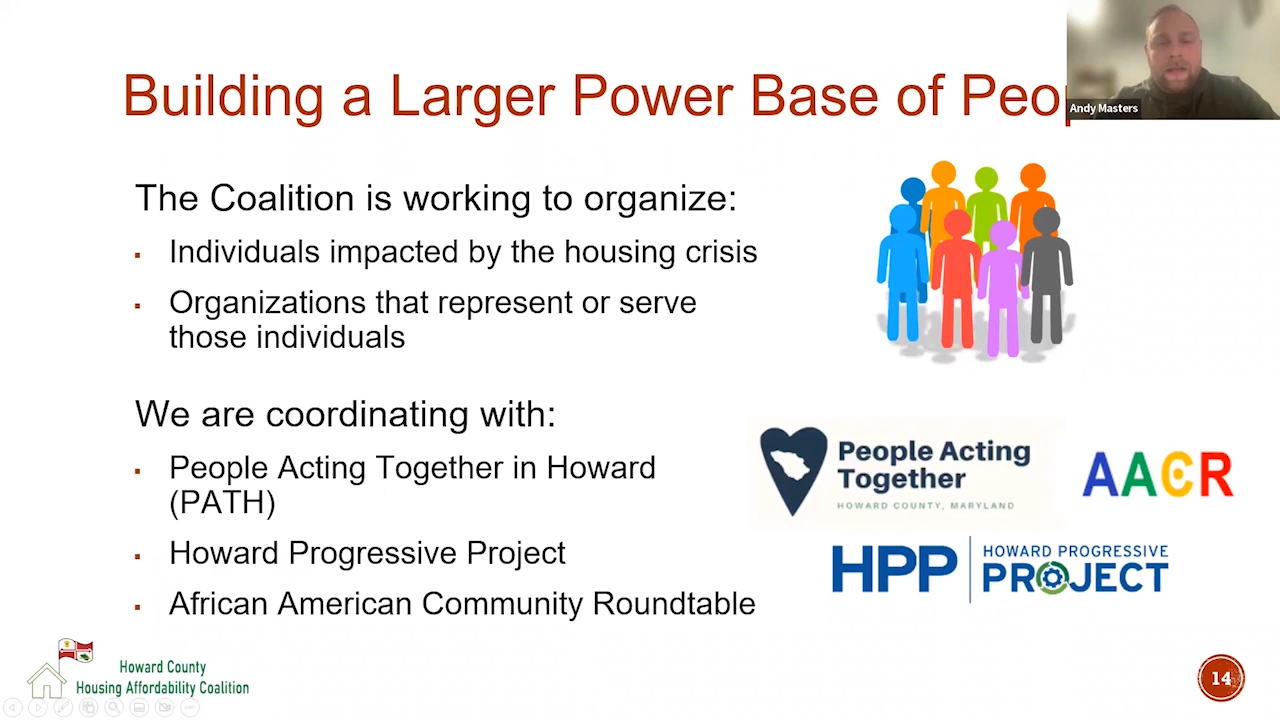 Building a Larger Power Base of Peop
Andy Masters
The Coalition is working to organize:
Individuals impacted by the housing crisis
Organizations that represent or serve
those individuals
We are coordinating with:
People Acting Together in Howard
(PATH)
Howard Progressive Project
African American Community Roundtable
People Acting
Together
HOWARD COUNTY, MARYLAND
AACR
HPP
HOWARD PROGRESSIVE
PROJECT
Howard County
Housing Affordability Coalition
14